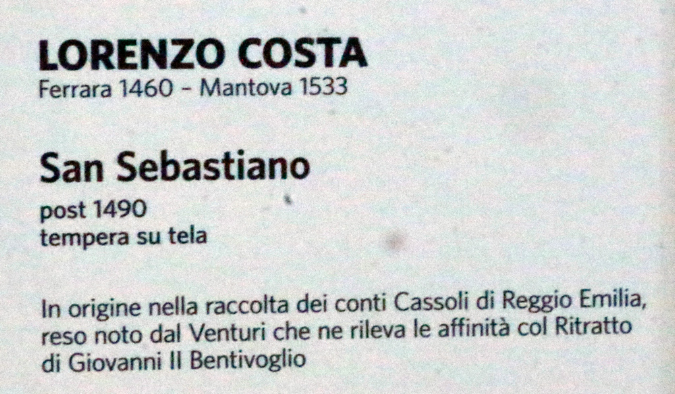 LORENZO COSTA
Ferrara 1460 - Mantova 1533
San Sebastiano
post 1490
tempera su tela
In origine nella raccolta dei conti Cassoli di Reggio Emilia,
reso noto dal Venturi che ne rileva le affinità col Ritratto
di Giovanni II Bentivoglio